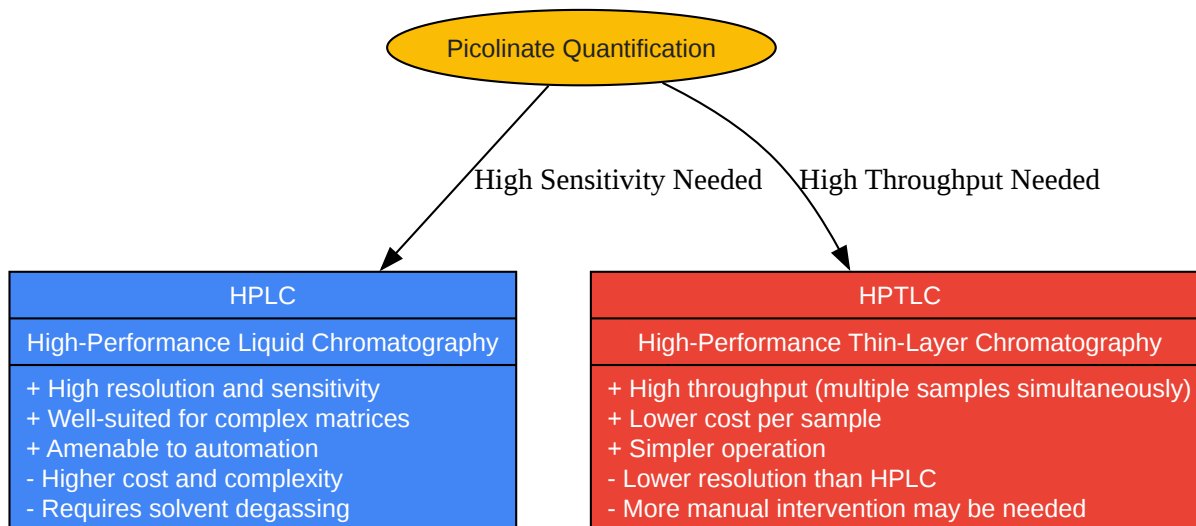 Picolinate Quantification
High Sensitivity Needed
High Throughput Needed
HPLC
High-Performance Liquid Chromatography
+ High resolution and sensitivity
+ Well-suited for complex matrices
+ Amenable to automation
- Higher cost and complexity
- Requires solvent degassing
HPTLC
High-Performance Thin-Layer Chromatography
+ High throughput (multiple samples simultaneously)
+ Lower cost per sample
+ Simpler operation
- Lower resolution than HPLC
- More manual intervention may be needed